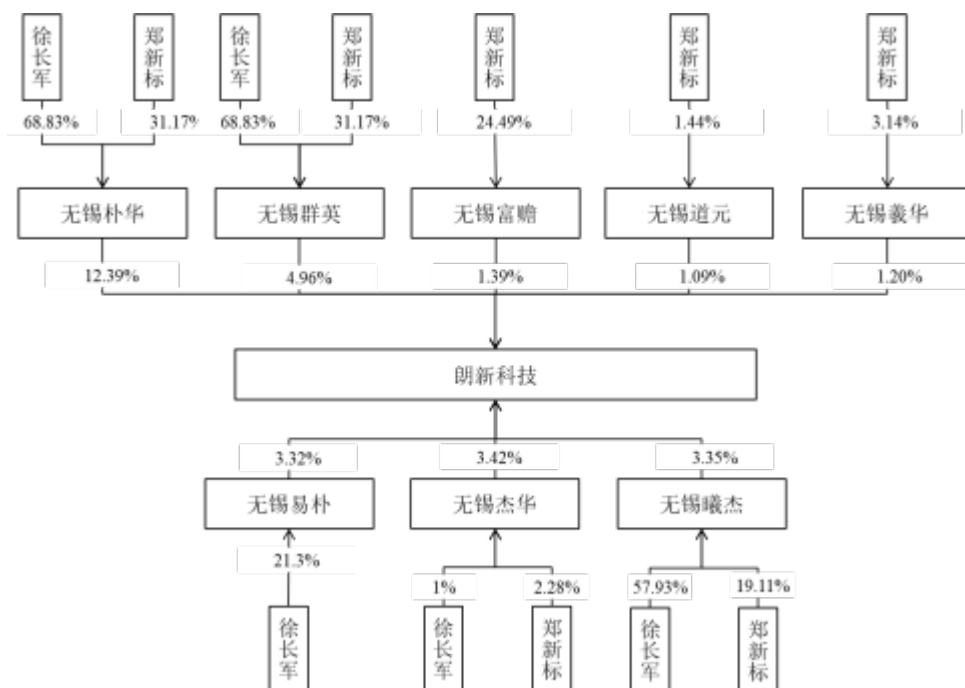 徐长军 郑新标 徐长军 郑新标 郑新标 郑新标 郑新标
68.83% 31.17% 68.83% 31.17% 24.49% 1.44% 3.14%
无锡朴华 无锡群英 无锡富赡 无锡道元 无锡羲华
12.39% 4.96% 1.39% 1.09% 1.20%
朗新科技
3.32% 3.42% 3.35%
无锡易朴 无锡杰华 无锡曦杰
21.3%
1% 2.28% 57.93% 19.11%
徐长军 徐长军 郑新标 徐长军 郑新标